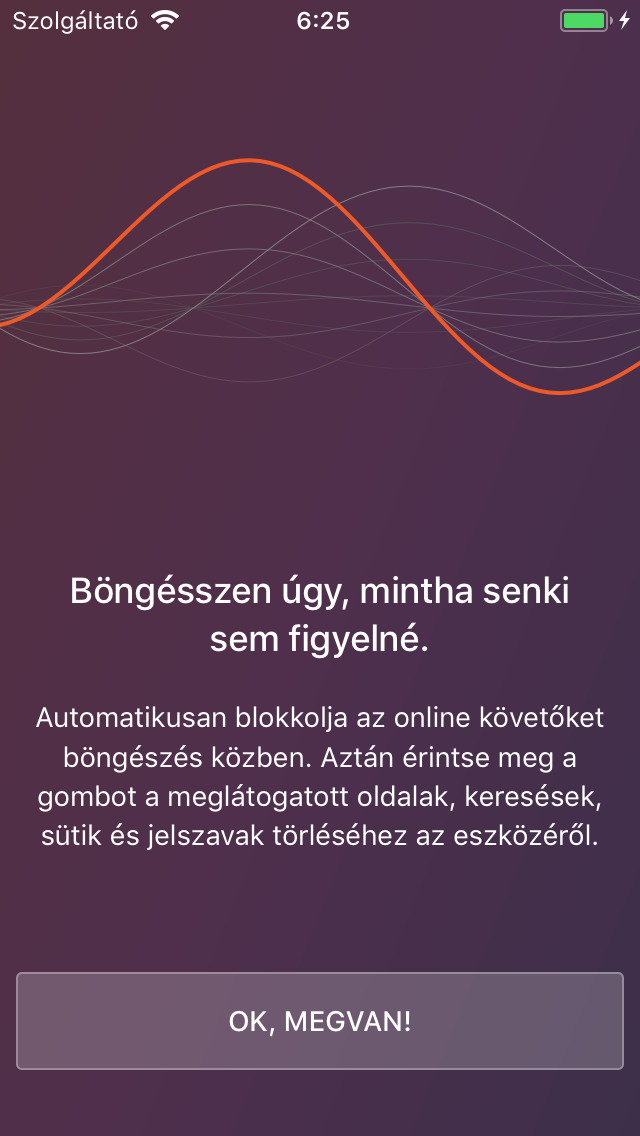 Szolgáltató 6:25
Böngésszen úgy, mintha senki
sem figyelné.
Automatikusan blokkolja az online követőket
böngészés közben. Aztán érintse meg a
gombot a meglátogatott oldalak, keresések,
sütik és jelszavak törléséhez az eszközéről.
OK, MEGVAN!